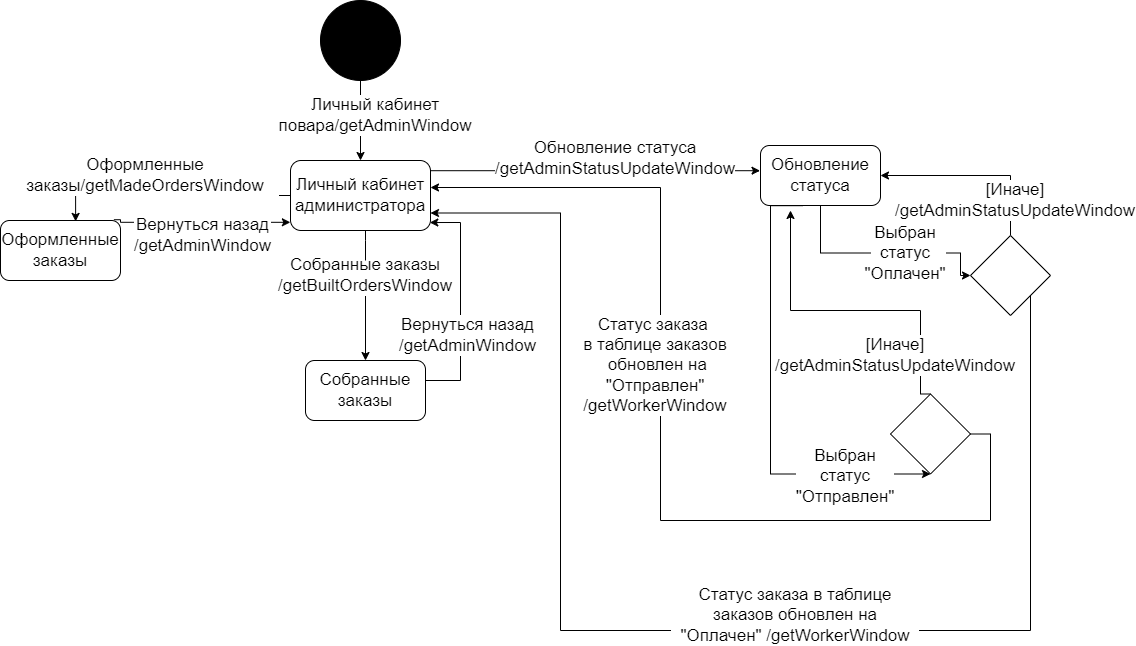 Личный кабинет
повара/getAdminWindow
Обновление статуса
/getAdminStatusUpdateWindow
Оформленные
заказы/getMadeOrdersWindow
Личный кабинет
администратора
Обновление
статуса
[Иначе]
/getAdminStatusUpdateWindow
Вернуться назад
/getAdminWindow
Оформленные
заказы
Выбран
статус
"Оплачен"
Собранные заказы
/getBuiltOrdersWindow
Вернуться назад
/getAdminWindow
Статус заказа
в таблице заказов
обновлен на
"Отправлен"
/getWorkerWindow
[Иначе]
/getAdminStatusUpdateWindow
Собранные
заказы
Выбран
статус
"Отправлен"
Статус заказа в таблице
заказов обновлен на
"Оплачен" /getWorkerWindow